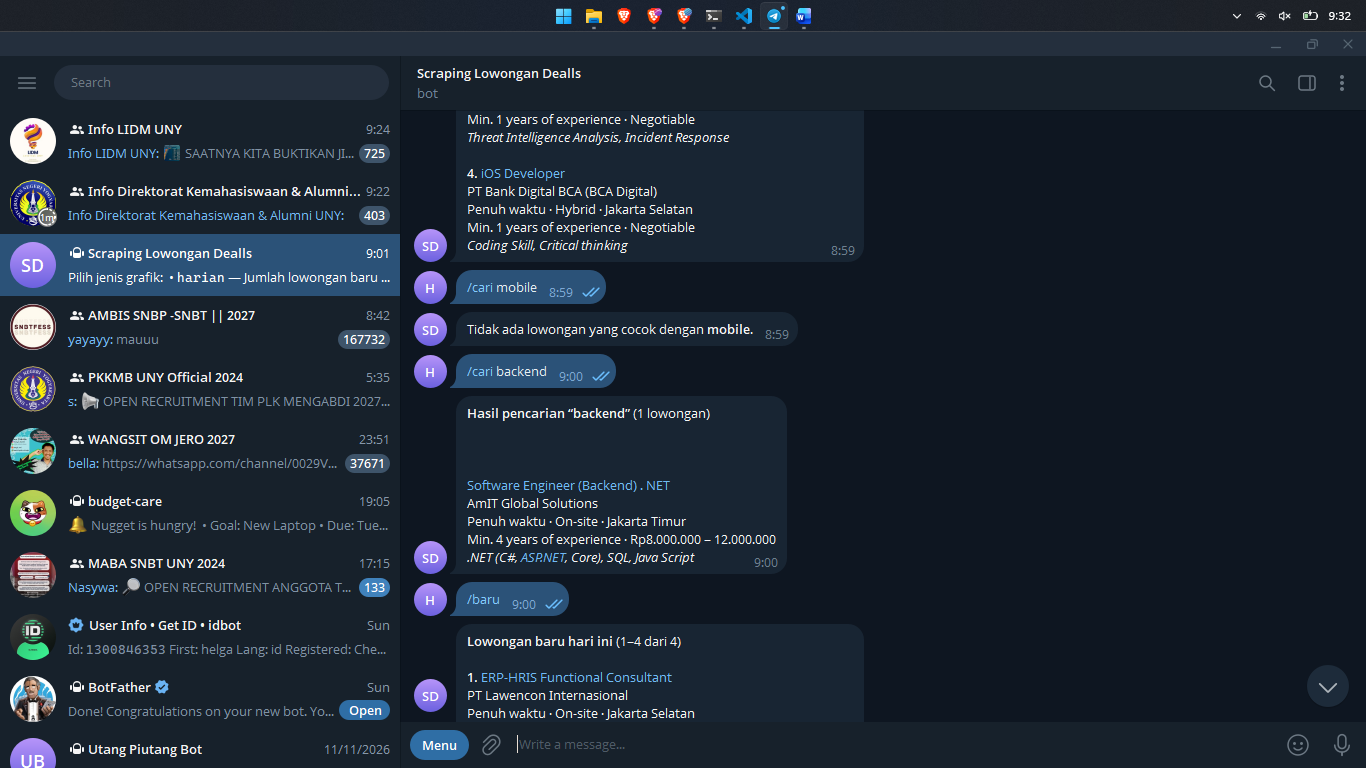 9:32
Search
Info LIDM UNY
9:24
Info LIDM UNY: SAATNYA KITA BUKTIKAN JI...
725
Info Direktorat Kemahasiswaan & Alumni...
9:22
Info Direktorat Kemahasiswaan & Alumni UNY:
403
1m
SD
Scraping Lowongan Dealls
9:01
Pilih jenis grafik: • harian — Jumlah lowongan baru ...
SNBTFESS
AMBIS SNBP -SNBT || 2027
8:42
yayayy: mauuu
167732
PKKMB UNY Official 2024
5:35
s: OPEN RECRUITMENT TIM PLK MENGABDI 2027...
WANGSIT OM JERO 2027
23:51
bella: https://whatsapp.com/channel/0029V...
37671
budget-care
19:05
Nugget is hungry! • Goal: New Laptop • Due: Tue...
MABA SNBT UNY 2024
17:15
Nasywa: OPEN RECRUITMENT ANGGOTA T...
133
ID
User Info • Get ID • idbot
Sun
Id: 1300846353 First: helga Lang: id Registered: Che...
BotFather
Sun
Done! Congratulations on your new bot. Yo...
Open
UB
Utang Piutang Bot
11/11/2026
Scraping Lowongan Dealls
bot
Min. 1 years of experience · Negotiable
Threat Intelligence Analysis, Incident Response
4. iOS Developer
PT Bank Digital BCA (BCA Digital)
Penuh waktu · Hybrid · Jakarta Selatan
Min. 1 years of experience · Negotiable
Coding Skill, Critical thinking
8:59
SD
H
/cari mobile
8:59
SD
Tidak ada lowongan yang cocok dengan mobile.
8:59
H
/cari backend
9:00
Hasil pencarian “backend” (1 lowongan)
Software Engineer (Backend) . NET
AmIT Global Solutions
Penuh waktu · On-site · Jakarta Timur
Min. 4 years of experience · Rp8.000.000 – 12.000.000
.NET (C#, ASP.NET, Core), SQL, Java Script
9:00
SD
H
/baru
9:00
Lowongan baru hari ini (1–4 dari 4)
1. ERP-HRIS Functional Consultant
PT Lawencon Internasional
Penuh waktu · On-site · Jakarta Selatan
SD
Menu
Write a message...